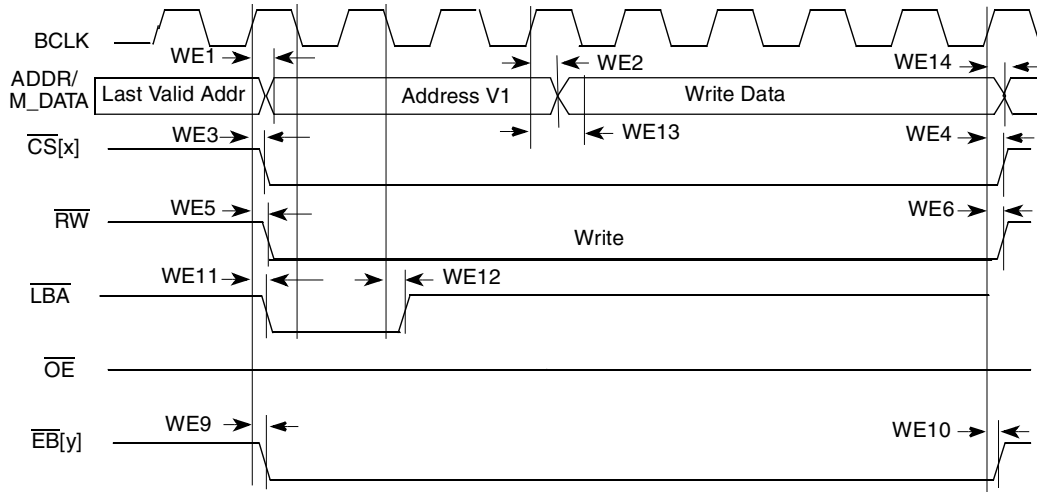 BCLK
WE1
WE2
WE14
ADDR/
M_DATA
Last Valid Addr
Address V1
Write Data
WE3
WE13
WE4
CS[x]
WE5
WE6
RW
Write
WE11
WE12
LBA
OE
WE9
WE10
EB[y]